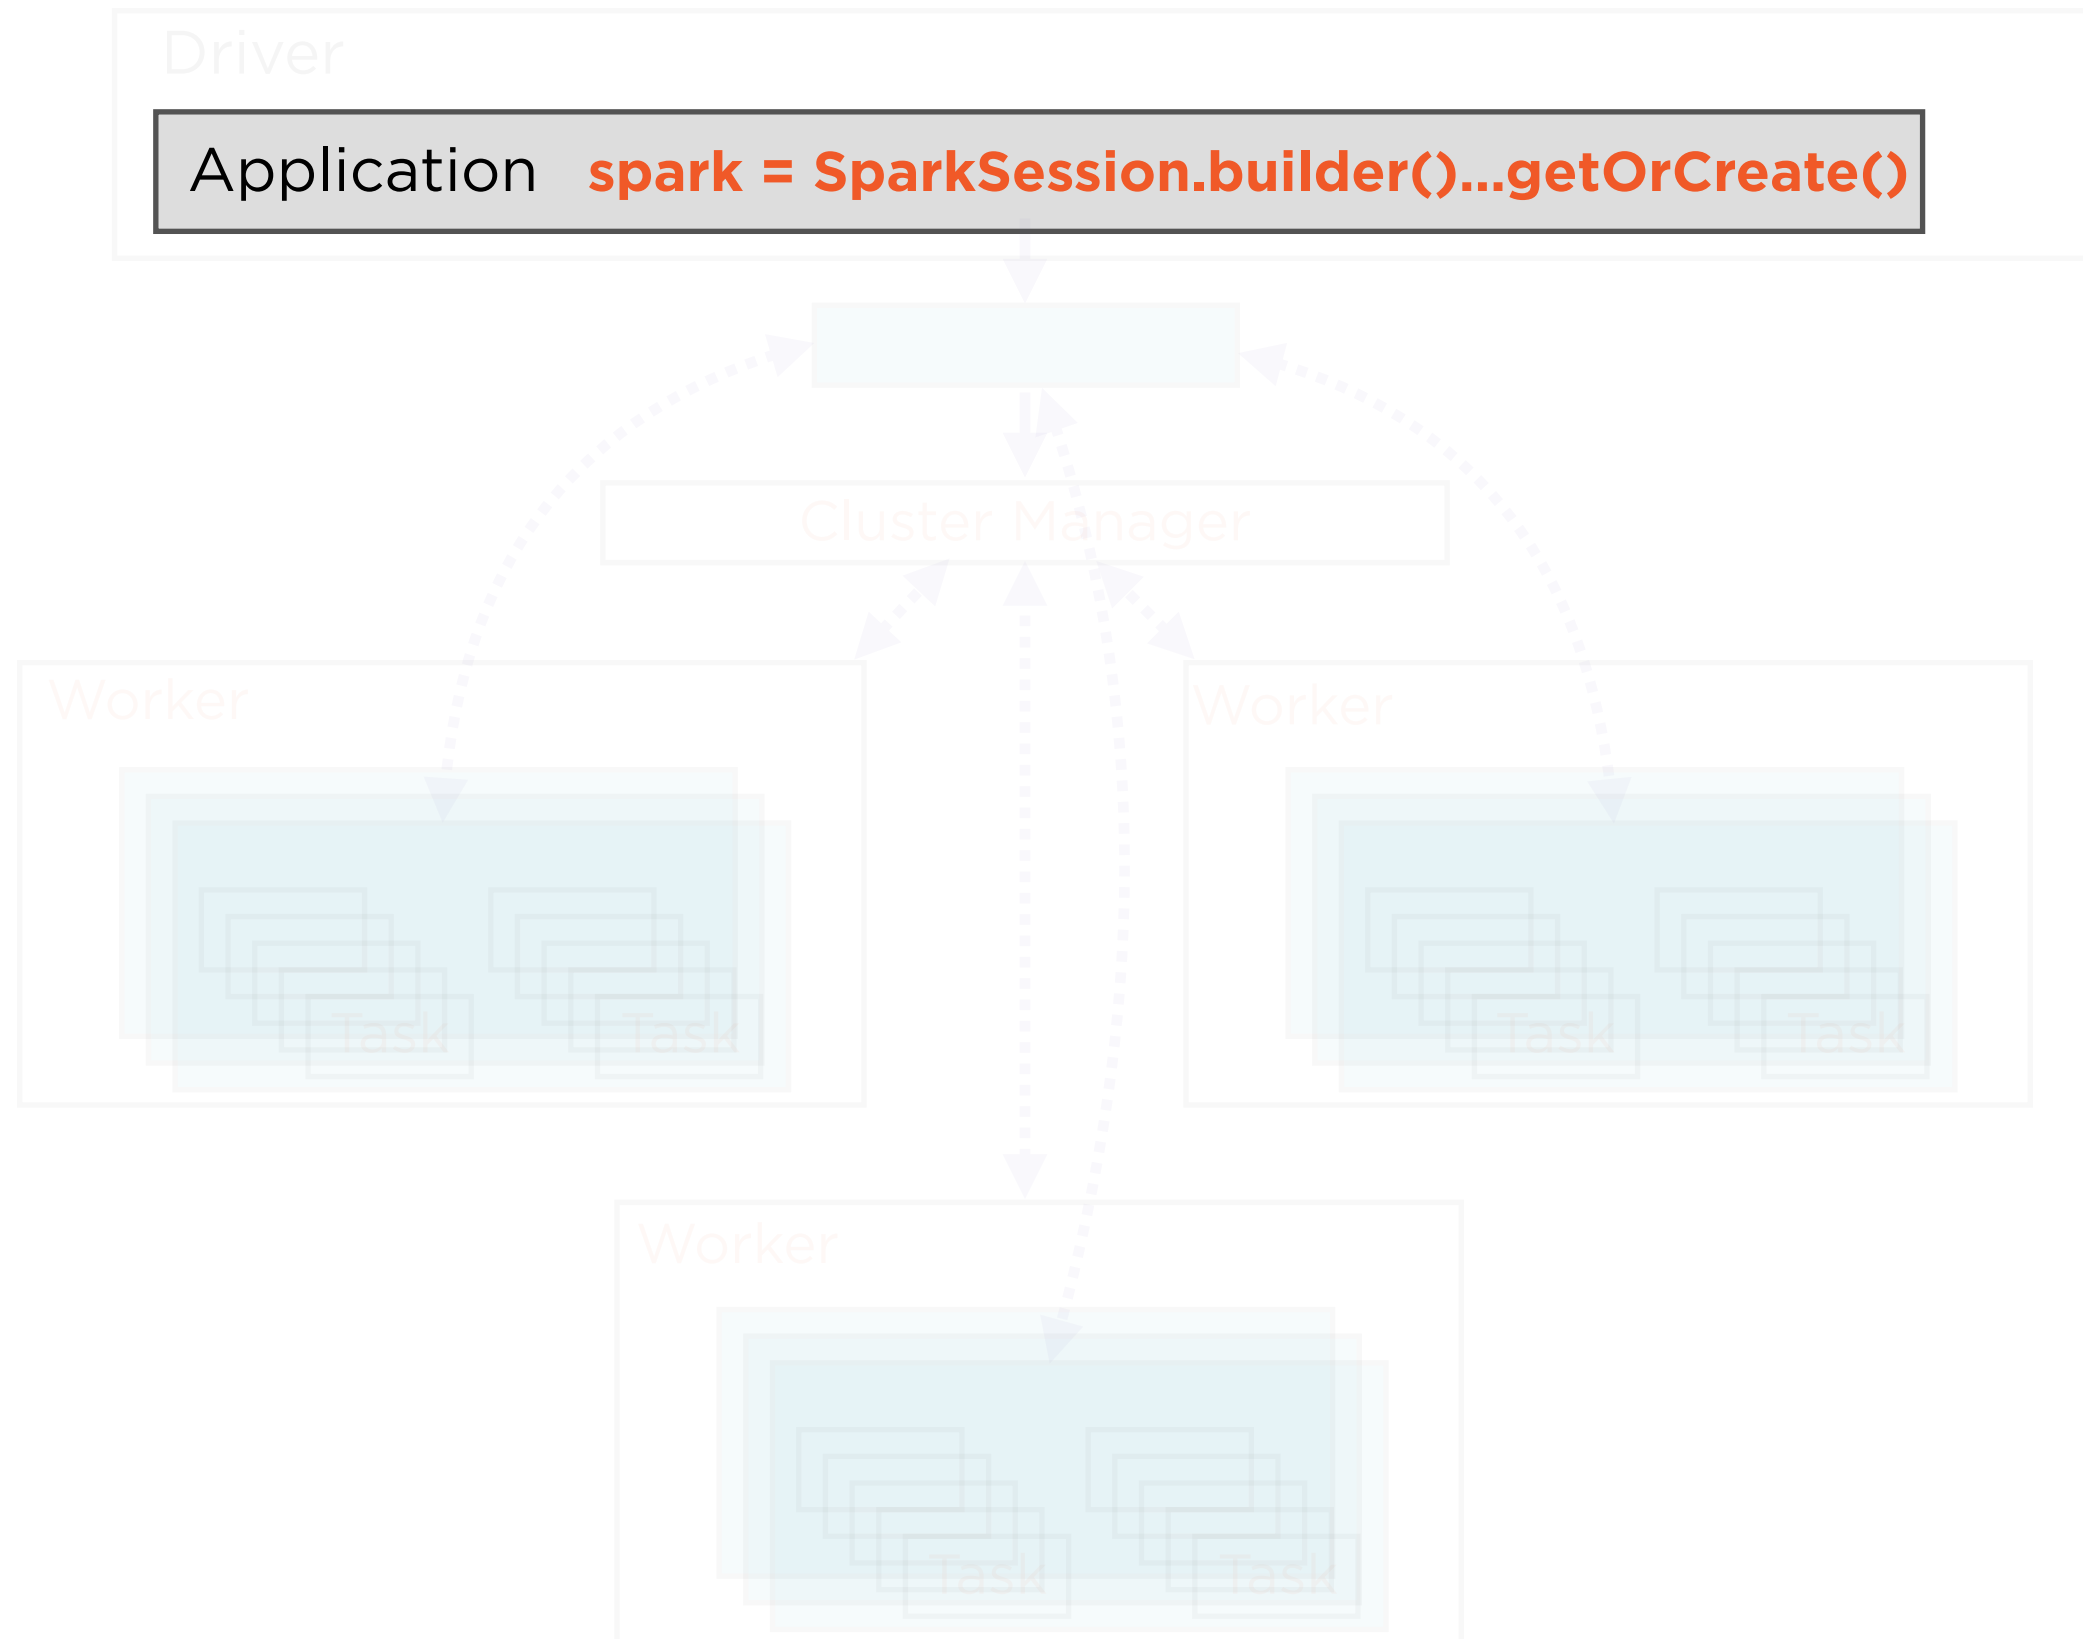 Driver
Application spark = SparkSession.builder()...getOrCreate()
Cluster Manager
Worker
Worker
Task Task
Task Task
Worker
Task Task